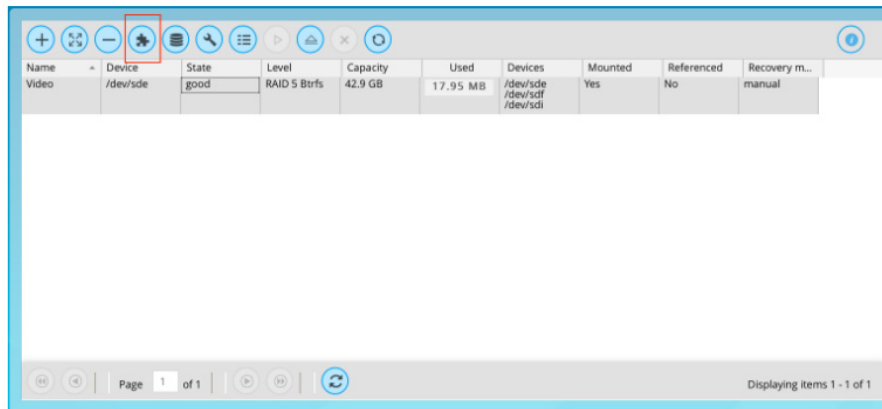 Name Device State Level Capacity Used Devices Mounted Referenced Recovery m...
Video /dev/sde good RAID 5 Btrfs 42.9 GB 17.95 MB /dev/sde Yes No manual
/dev/sdf
/dev/sdi
Page 1 of 1 Displaying items 1 - 1 of 1